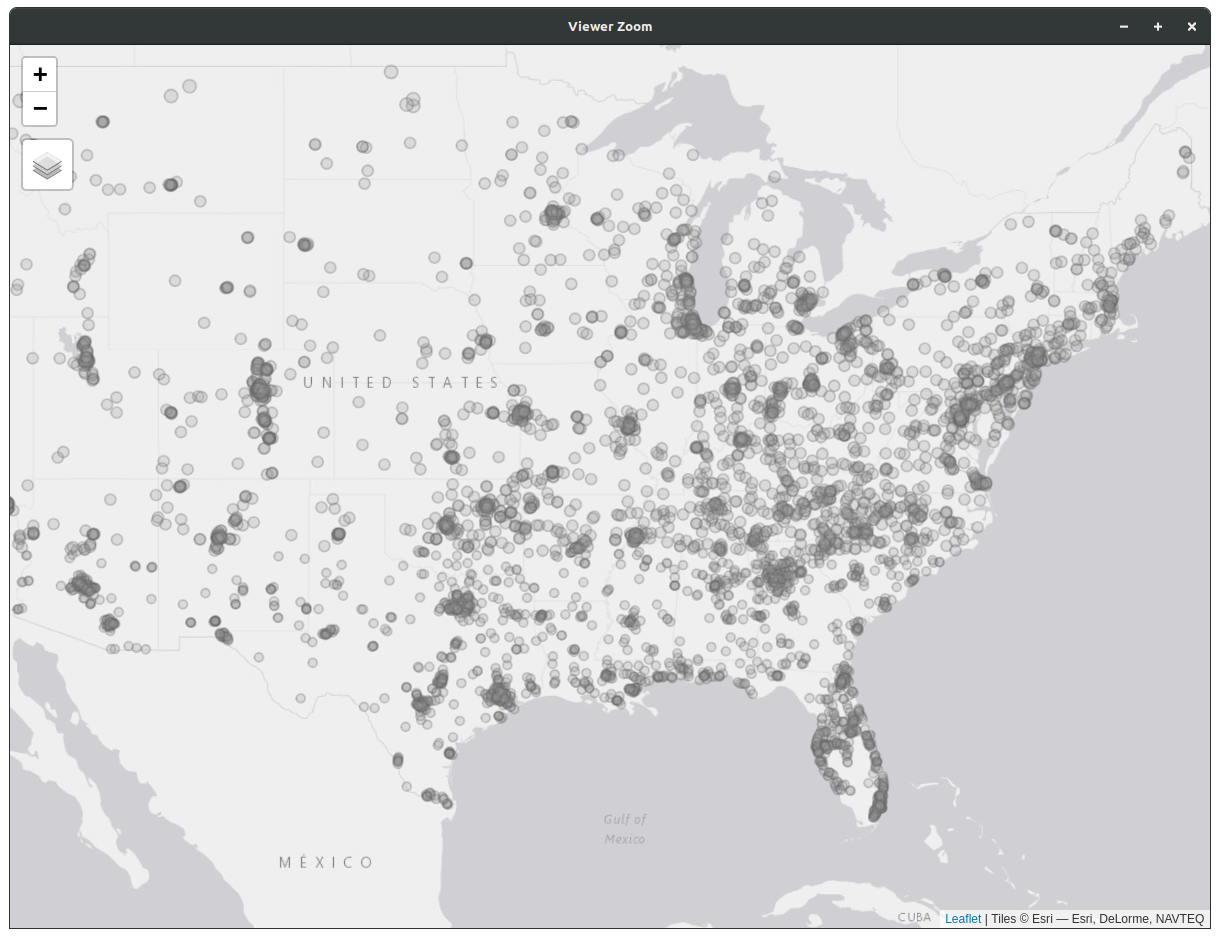 Viewer Zoom
+
−
UNITED STATES
Gulf of
Mexico
MÉXICO
CUBA
Leaflet | Tiles © Esri — Esri, DeLorme, NAVTEQ